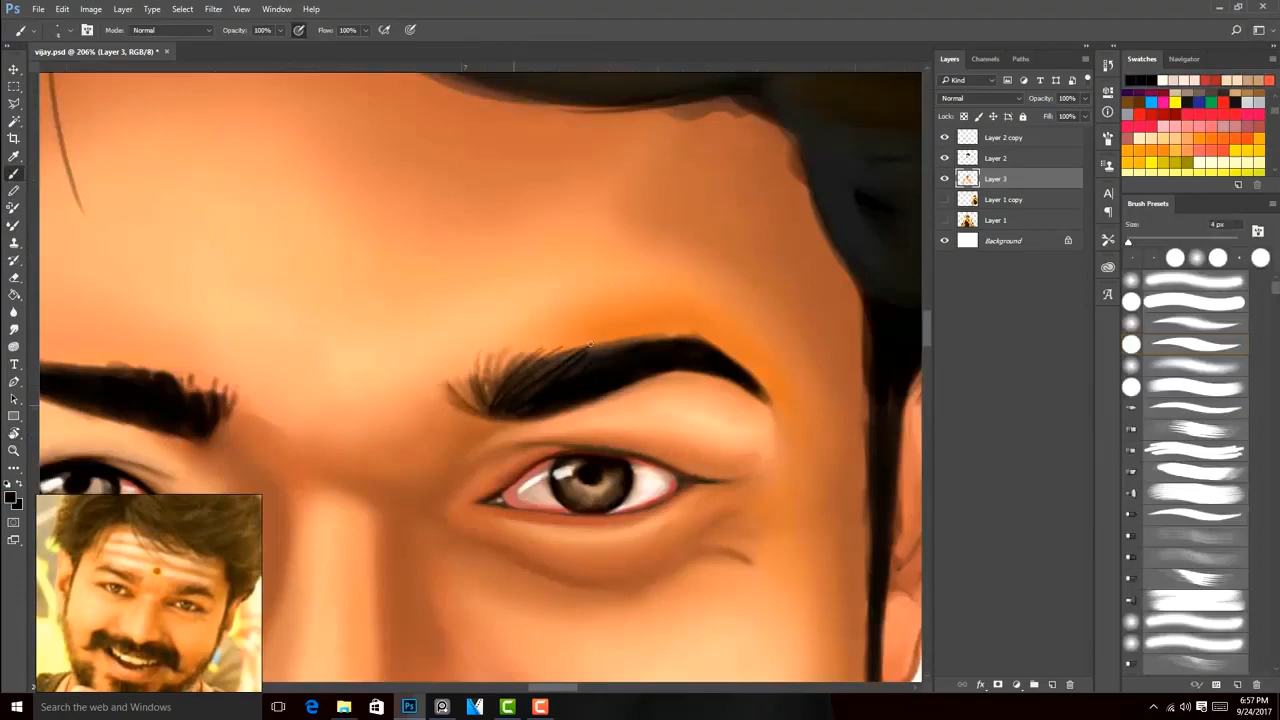 Ps File Edit Image Layer Type Select Filter View Window Help
Mode: Normal Opacity: 100% Flow: 100%
vijay.psd @ 206% (Layer 3, RGB/8) * ×
7
Layers Channels Paths
Kind
Normal Opacity: 100%
Lock: Fill: 100%
Layer 2 copy
Layer 2
Layer 3
Layer 1 copy
Layer 1
Background
Swatches Navigator
Brush Presets
Size: 4 px
fx
Search the web and Windows
6:57 PM
9/24/2017